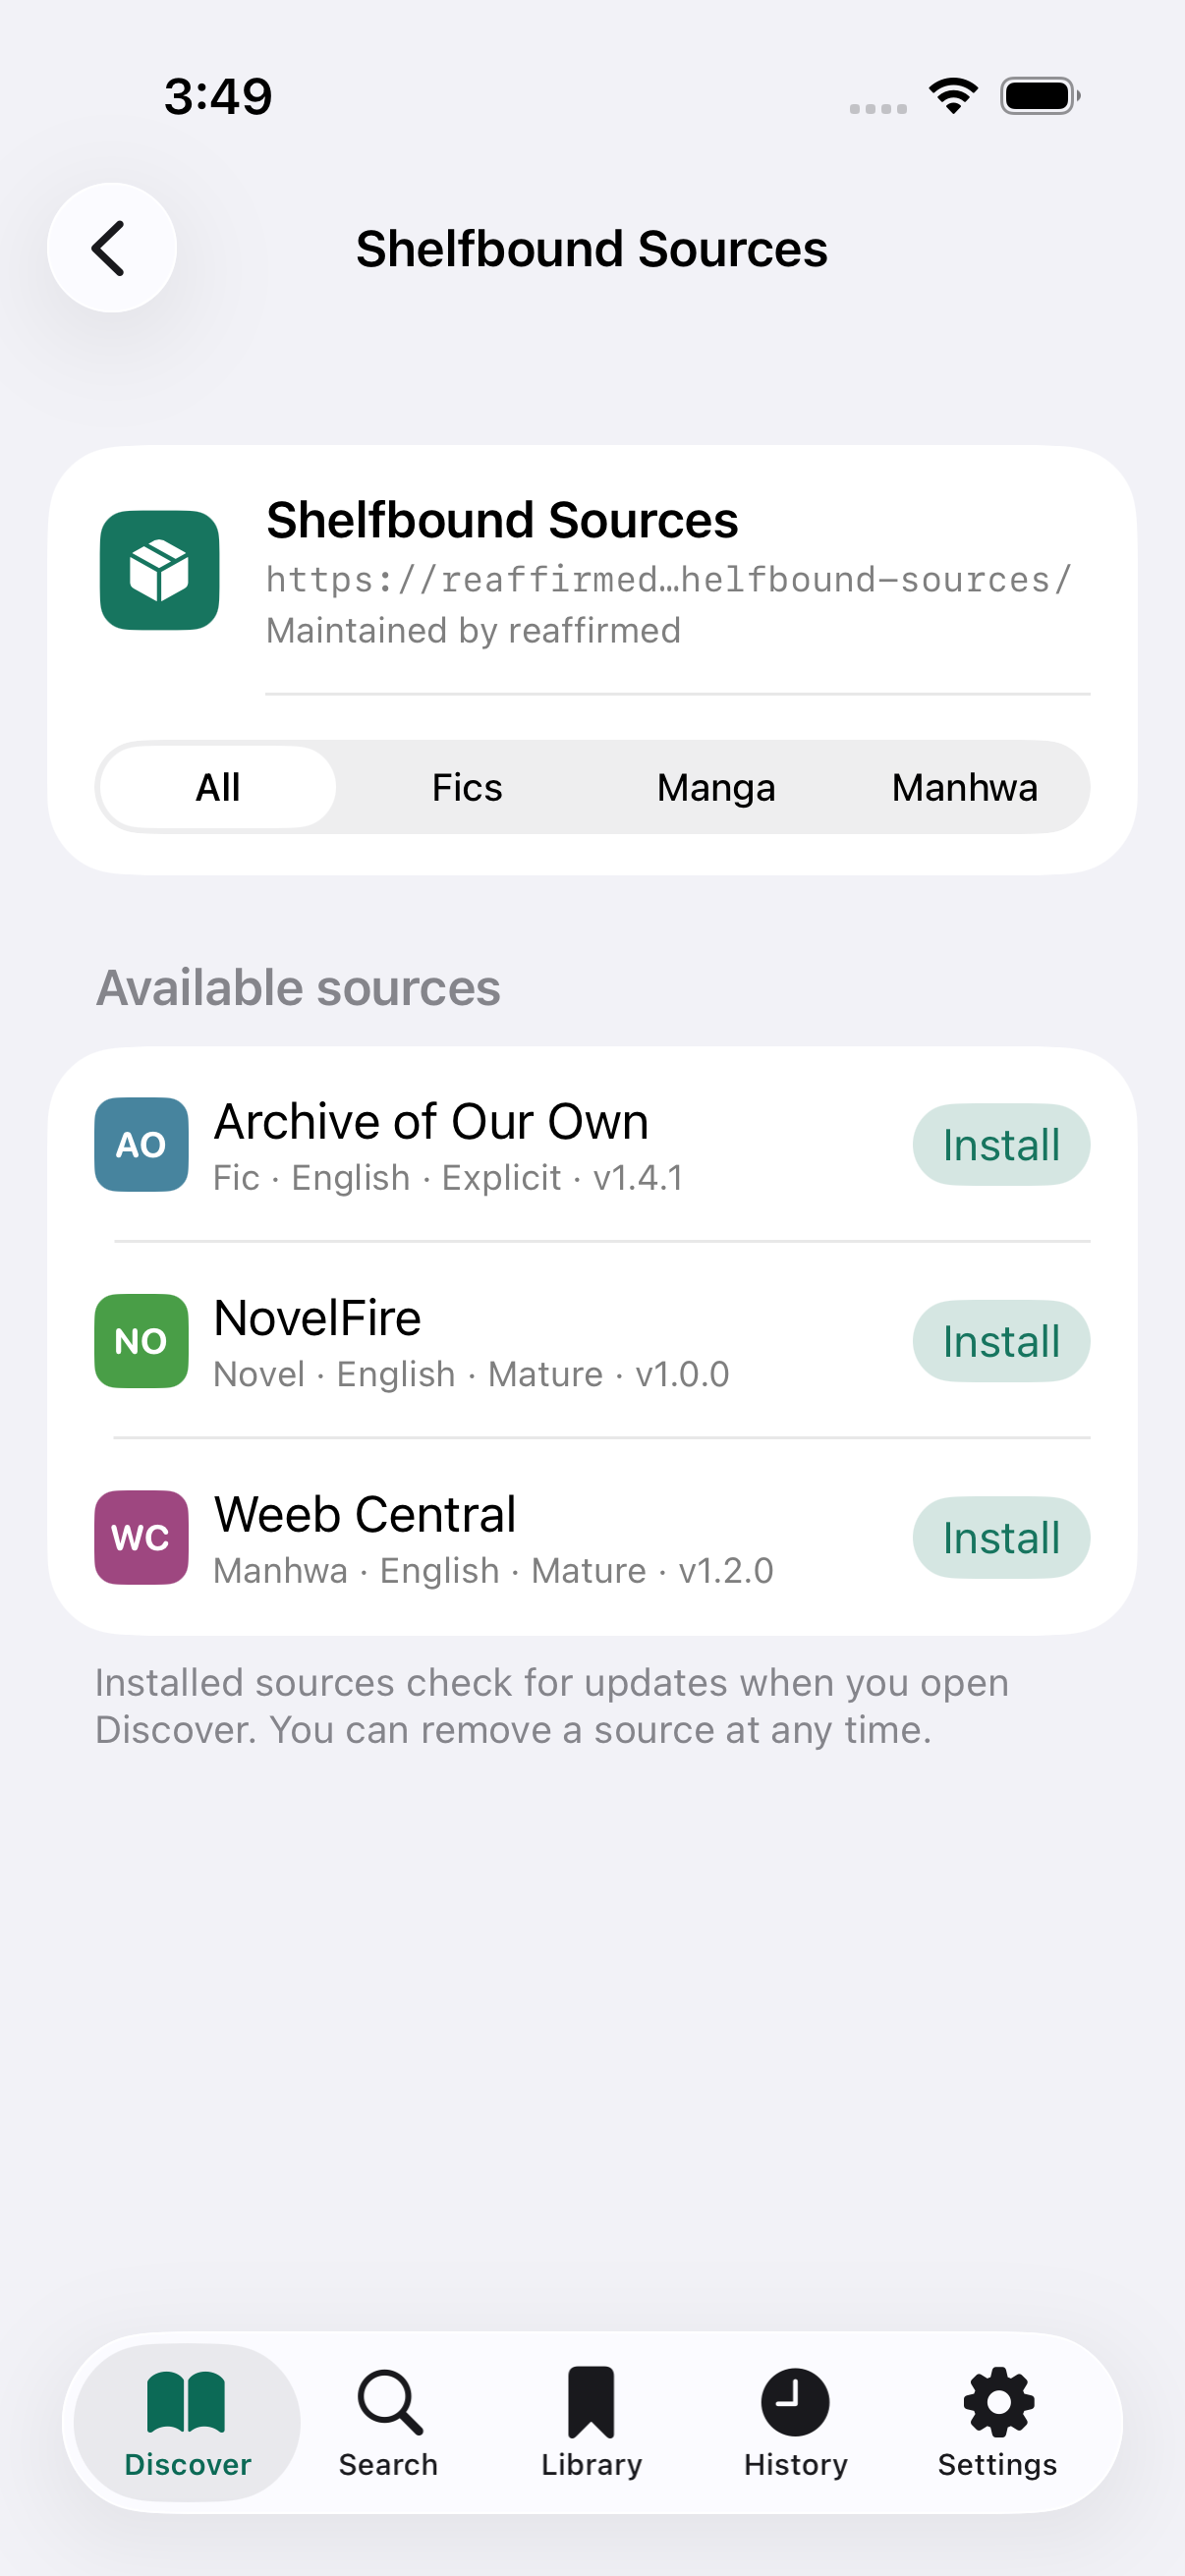 3:49
Shelfbound Sources
Shelfbound Sources
https://reaffirmed…helfbound-sources/
Maintained by reaffirmed
All
Fics
Manga
Manhwa
Available sources
AO
Archive of Our Own
Fic · English · Explicit · v1.4.1
Install
NO
NovelFire
Novel · English · Mature · v1.0.0
Install
WC
Weeb Central
Manhwa · English · Mature · v1.2.0
Install
Installed sources check for updates when you open
Discover. You can remove a source at any time.
Discover
Search
Library
History
Settings